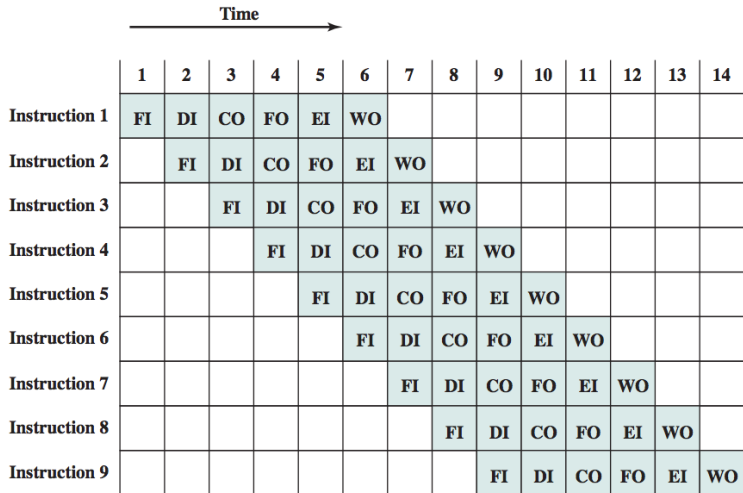 Time
1 2 3 4 5 6 7 8 9 10 11 12 13 14
Instruction 1 FI DI CO FO EI WO
Instruction 2 FI DI CO FO EI WO
Instruction 3 FI DI CO FO EI WO
Instruction 4 FI DI CO FO EI WO
Instruction 5 FI DI CO FO EI WO
Instruction 6 FI DI CO FO EI WO
Instruction 7 FI DI CO FO EI WO
Instruction 8 FI DI CO FO EI WO
Instruction 9 FI DI CO FO EI WO